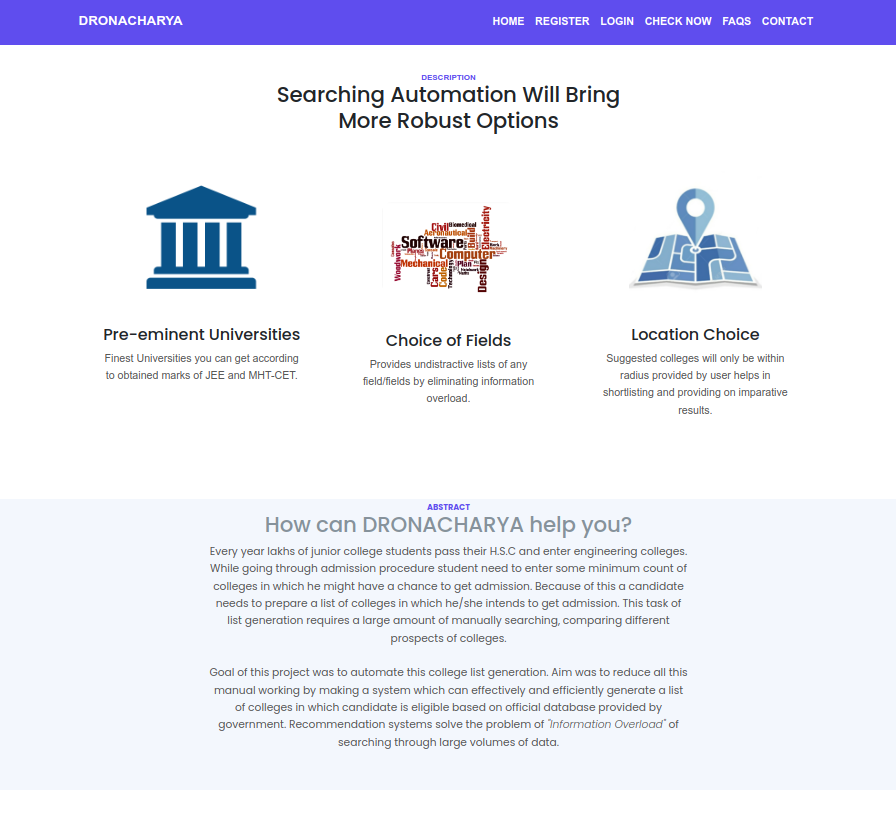 DRONACHARYA
HOME REGISTER LOGIN CHECK NOW FAQS CONTACT
DESCRIPTION
Searching Automation Will Bring
More Robust Options
Civil Biomedical
Aeronautical
Software
Computer
Mechanical
Electricity
Build
Design
Plan
Cars
Code
Technology
Woodwork
Pre-eminent Universities
Finest Universities you can get according
to obtained marks of JEE and MHT-CET.
Choice of Fields
Provides undistractive lists of any
field/fields by eliminating information
overload.
Location Choice
Suggested colleges will only be within
radius provided by user helps in
shortlisting and providing on imparative
results.
ABSTRACT
How can DRONACHARYA help you?
Every year lakhs of junior college students pass their H.S.C and enter engineering colleges.
While going through admission procedure student need to enter some minimum count of
colleges in which he might have a chance to get admission. Because of this a candidate
needs to prepare a list of colleges in which he/she intends to get admission. This task of
list generation requires a large amount of manually searching, comparing different
prospects of colleges.
Goal of this project was to automate this college list generation. Aim was to reduce all this
manual working by making a system which can effectively and efficiently generate a list
of colleges in which candidate is eligible based on official database provided by
government. Recommendation systems solve the problem of "Information Overload" of
searching through large volumes of data.